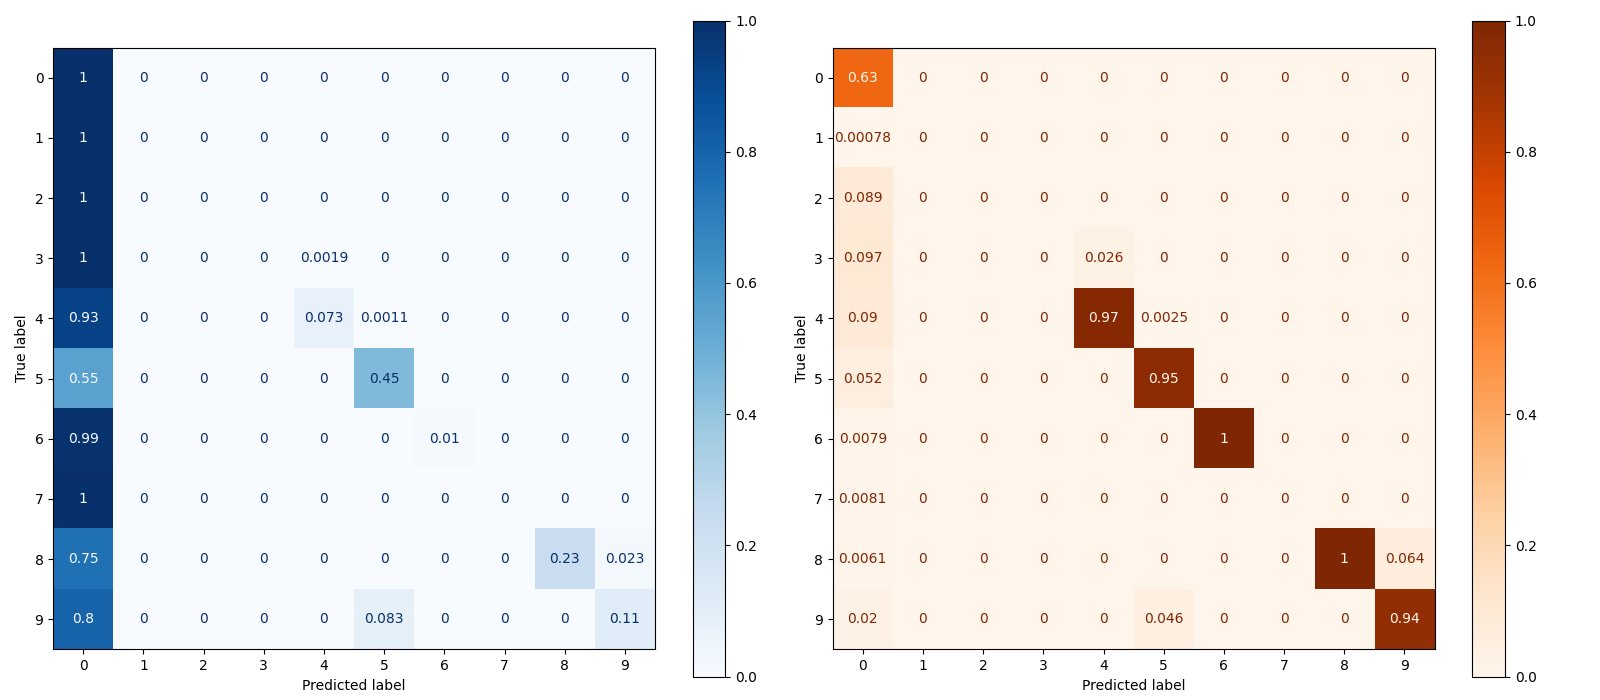 0 1 0 0 0 0 0 0 0 0 0
1 1 0 0 0 0 0 0 0 0 0
2 1 0 0 0 0 0 0 0 0 0
3 1 0 0 0 0.0019 0 0 0 0 0
4 0.93 0 0 0 0.073 0.0011 0 0 0 0
5 0.55 0 0 0 0 0.45 0 0 0 0
6 0.99 0 0 0 0 0 0.01 0 0 0
7 1 0 0 0 0 0 0 0 0 0
8 0.75 0 0 0 0 0 0 0 0.23 0.023
9 0.8 0 0 0 0 0.083 0 0 0 0.11
0 1 2 3 4 5 6 7 8 9
Predicted label
True label
1.0
0.8
0.6
0.4
0.2
0.0
0 0.63 0 0 0 0 0 0 0 0 0
1 0.00078 0 0 0 0 0 0 0 0 0
2 0.089 0 0 0 0 0 0 0 0 0
3 0.097 0 0 0 0.026 0 0 0 0 0
4 0.09 0 0 0 0.97 0.0025 0 0 0 0
5 0.052 0 0 0 0 0.95 0 0 0 0
6 0.0079 0 0 0 0 0 1 0 0 0
7 0.0081 0 0 0 0 0 0 0 0 0
8 0.0061 0 0 0 0 0 0 0 1 0.064
9 0.02 0 0 0 0 0.046 0 0 0 0.94
0 1 2 3 4 5 6 7 8 9
Predicted label
True label
1.0
0.8
0.6
0.4
0.2
0.0